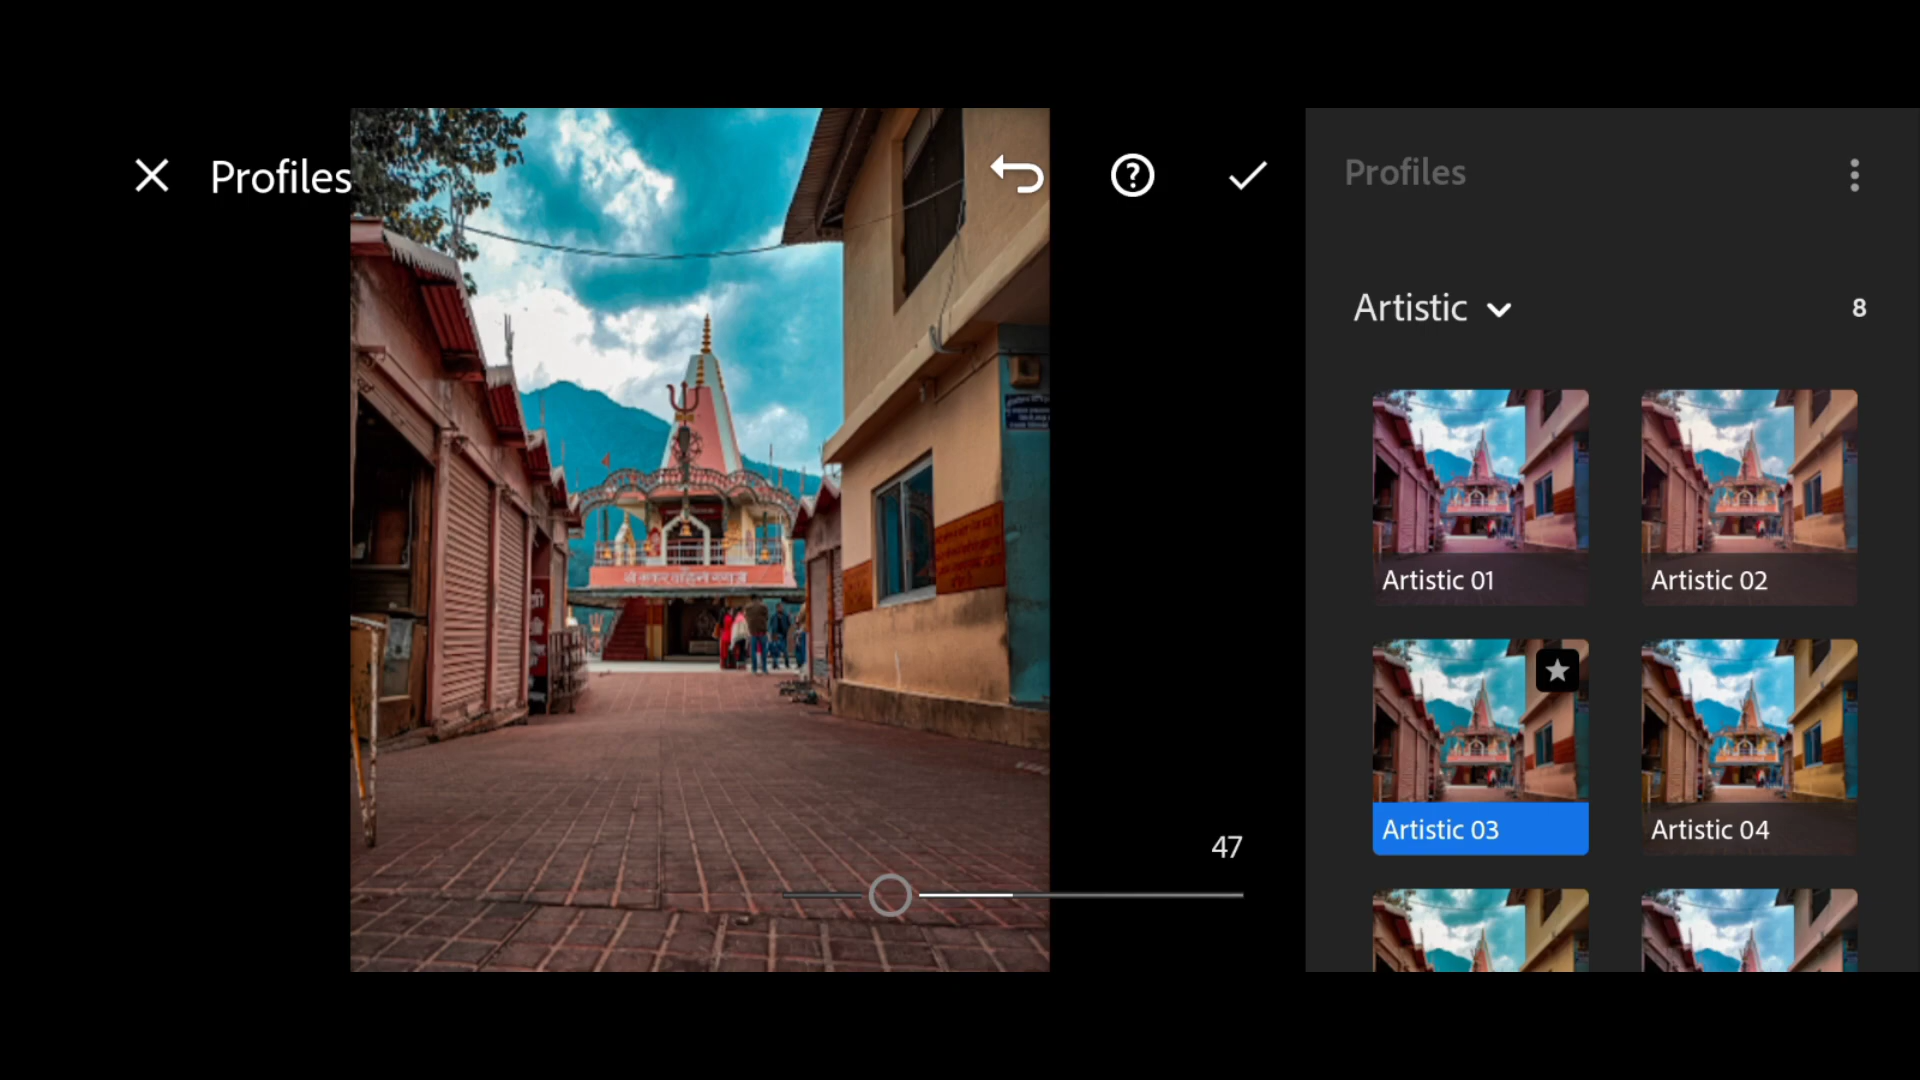 Profiles
Profiles
Artistic
8
Artistic 01
Artistic 02
Artistic 03
Artistic 04
47